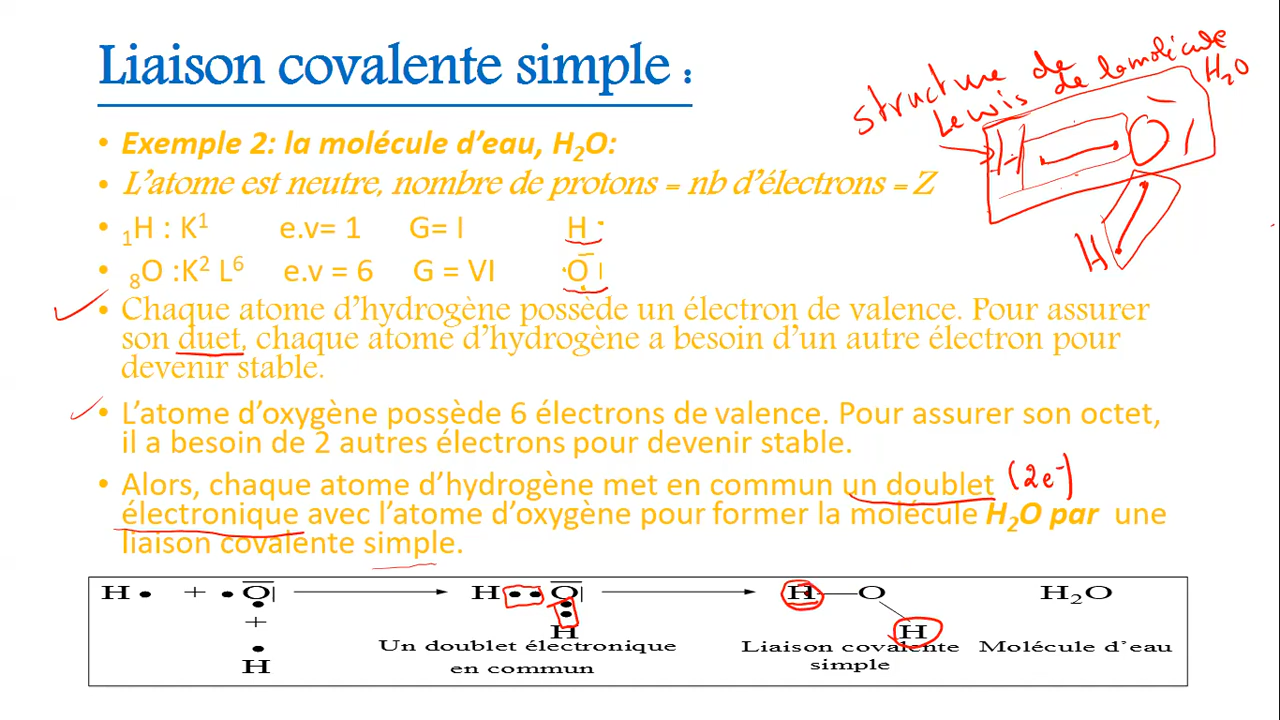 Liaison covalente simple :
structure de
Lewis de la molécule
H₂O
H — O
H
• Exemple 2: la molécule d'eau, H₂O:
• L'atome est neutre, nombre de protons = nb d'électrons = Z
• ₁H : K¹ e.v= 1 G= I H •
• ₈O :K² L⁶ e.v = 6 G = VI •O|
• Chaque atome d'hydrogène possède un électron de valence. Pour assurer
son duet, chaque atome d'hydrogène a besoin d'un autre électron pour
devenir stable.
• L'atome d'oxygène possède 6 électrons de valence. Pour assurer son octet,
il a besoin de 2 autres électrons pour devenir stable.
• Alors, chaque atome d'hydrogène met en commun un doublet (2e⁻)
électronique avec l'atome d'oxygène pour former la molécule H₂O par une
liaison covalente simple.
H • + •O| H ••O| H — O H₂O
+
H
H
H
Un doublet électronique
en commun
Liaison covalente
simple
Molécule d'eau